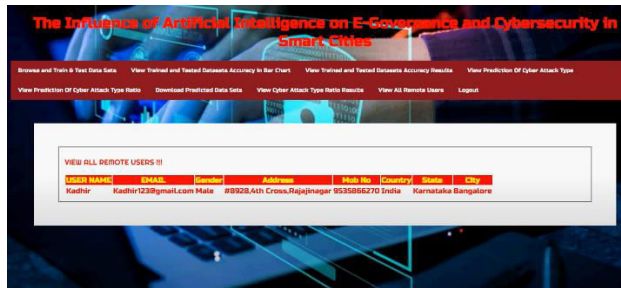 The Influence of Artificial Intelligence on E-Governance and Cybersecurity in
Smart Cities
Browse and Train & Test Data Sets View Trained and Tested Datasets Accuracy in Bar Chart View Trained and Tested Datasets Accuracy Results View Prediction Of Cyber Attack Type
View Prediction Of Cyber Attack Type Ratio Download Predicted Data Sets View Cyber Attack Type Ratio Results View All Remote Users Logout
VIEW ALL REMOTE USERS !!!
USER NAME EMAIL Gender Address Mob No Country State City
Kadhir Kadhir123@gmail.com Male #8928,4th Cross,Rajajinagar 9535866270 India Karnataka Bangalore